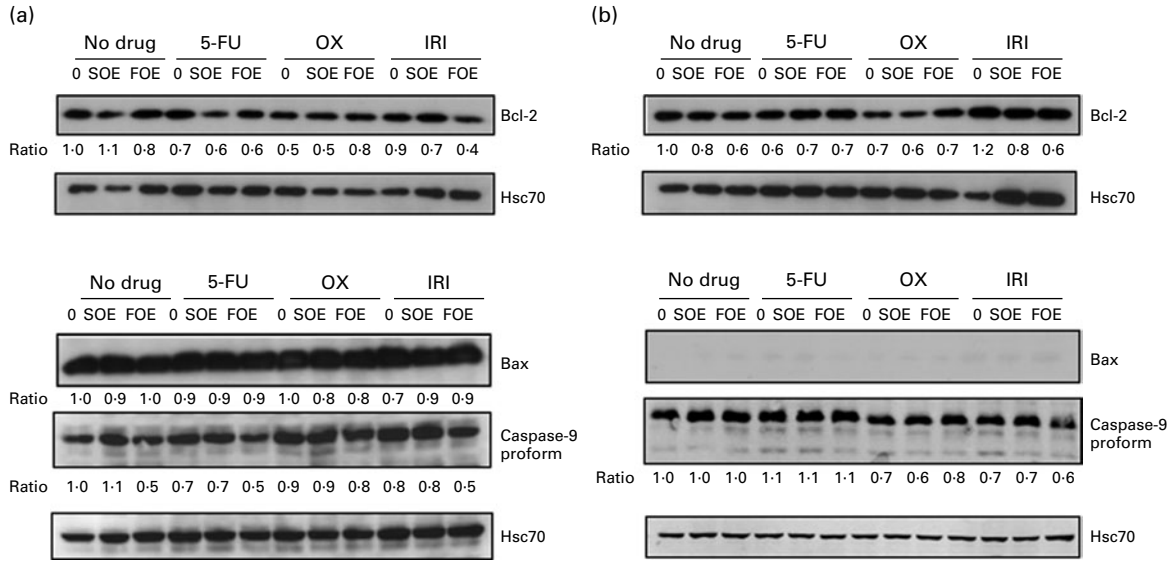 (a)
No drug 5-FU OX IRI
0 SOE FOE 0 SOE FOE 0 SOE FOE 0 SOE FOE
Bcl-2
Ratio 1·0 1·1 0·8 0·7 0·6 0·6 0·5 0·5 0·8 0·9 0·7 0·4
Hsc70
No drug 5-FU OX IRI
0 SOE FOE 0 SOE FOE 0 SOE FOE 0 SOE FOE
Bax
Ratio 1·0 0·9 1·0 0·9 0·9 0·9 1·0 0·8 0·8 0·7 0·9 0·9
Caspase-9
proform
Ratio 1·0 1·1 0·5 0·7 0·7 0·5 0·9 0·9 0·8 0·8 0·8 0·5
Hsc70
(b)
No drug 5-FU OX IRI
0 SOE FOE 0 SOE FOE 0 SOE FOE 0 SOE FOE
Bcl-2
Ratio 1·0 0·8 0·6 0·6 0·7 0·7 0·7 0·6 0·7 1·2 0·8 0·6
Hsc70
No drug 5-FU OX IRI
0 SOE FOE 0 SOE FOE 0 SOE FOE 0 SOE FOE
Bax
Caspase-9
proform
Ratio 1·0 1·0 1·0 1·1 1·1 1·1 0·7 0·6 0·8 0·7 0·7 0·6
Hsc70